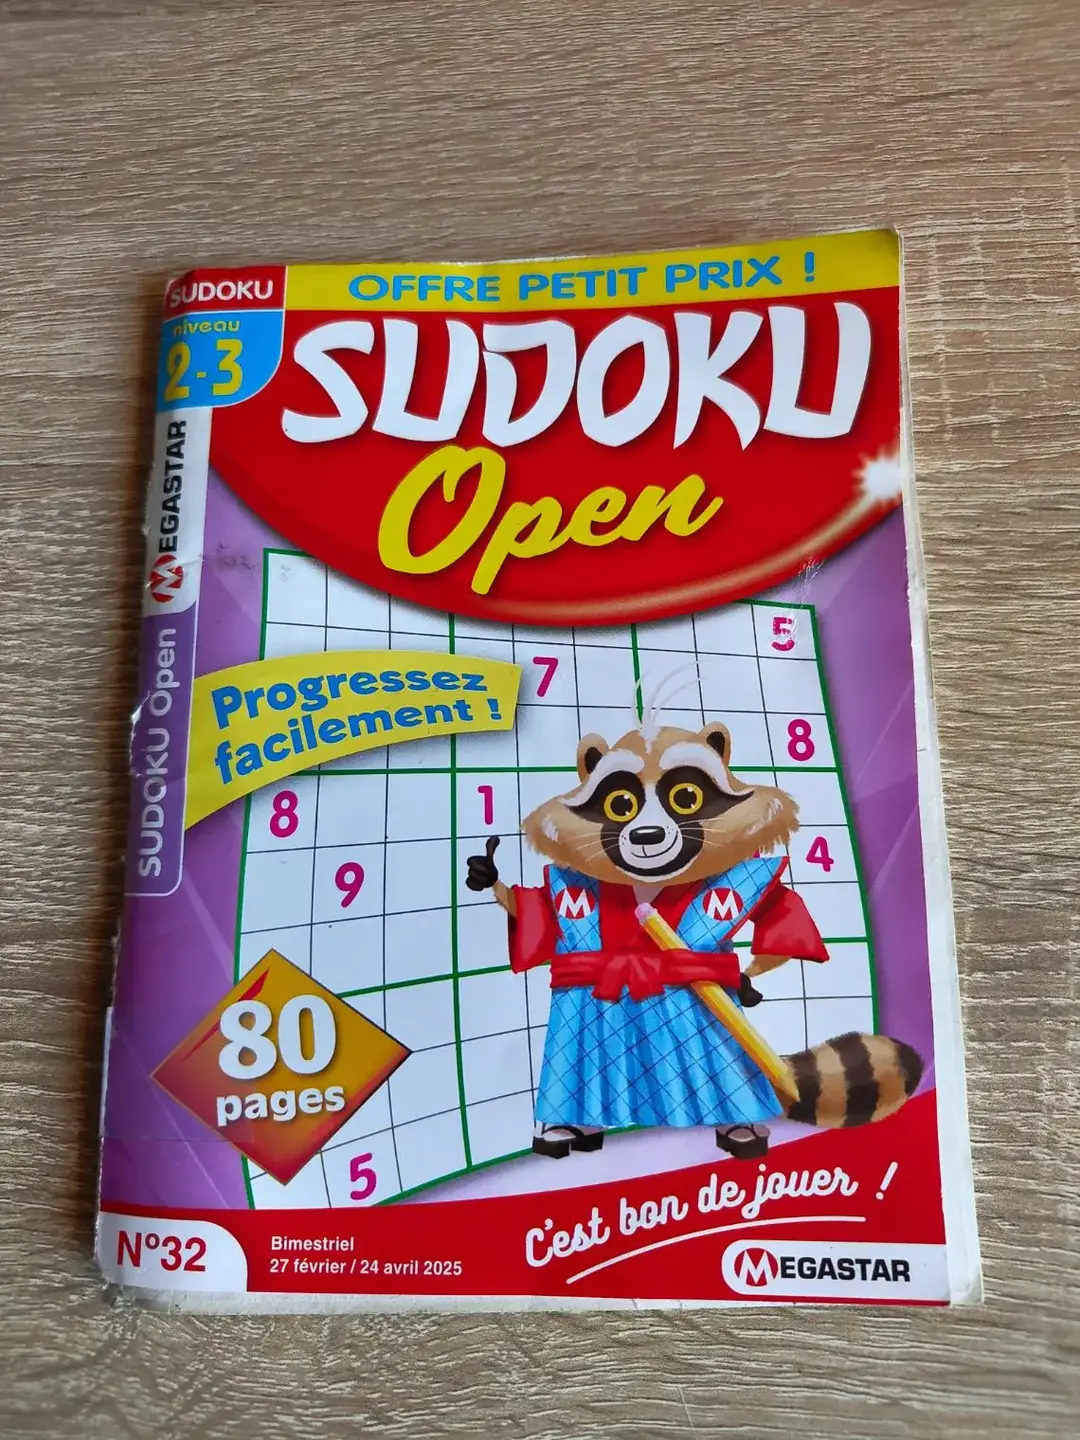 OFFRE PETIT PRIX !
SUDOKU
niveau
2-3
SUDOKU
Open
MEGASTAR
SUDOKU Open
Progressez
facilement !
5
7
8
8
1
9
4
M
M
80
pages
5
C'est bon de jouer !
N°32
Bimestriel
27 février / 24 avril 2025
MEGASTAR